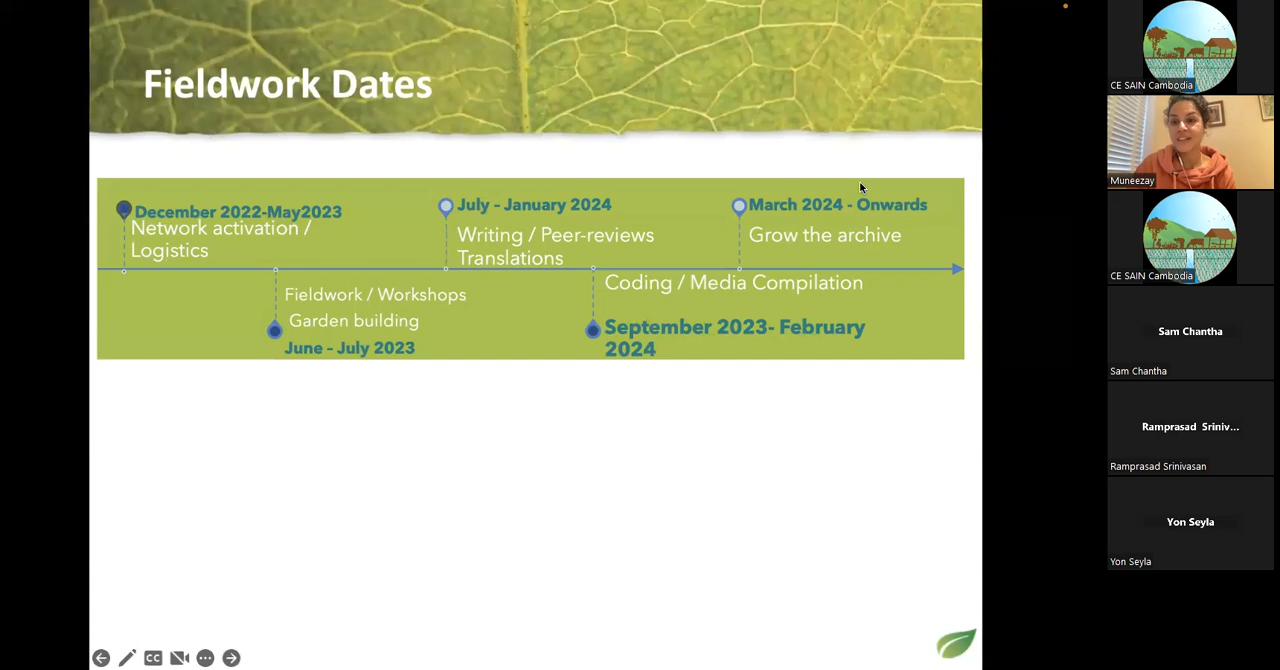 Fieldwork Dates
December 2022-May2023
Network activation /
Logistics
Fieldwork / Workshops
Garden building
June – July 2023
July – January 2024
Writing / Peer-reviews
Translations
Coding / Media Compilation
September 2023- February
2024
March 2024 - Onwards
Grow the archive
CC
CE SAIN Cambodia
Muneezay
CE SAIN Cambodia
Sam Chantha
Sam Chantha
Ramprasad Sriniv...
Ramprasad Srinivasan
Yon Seyla
Yon Seyla